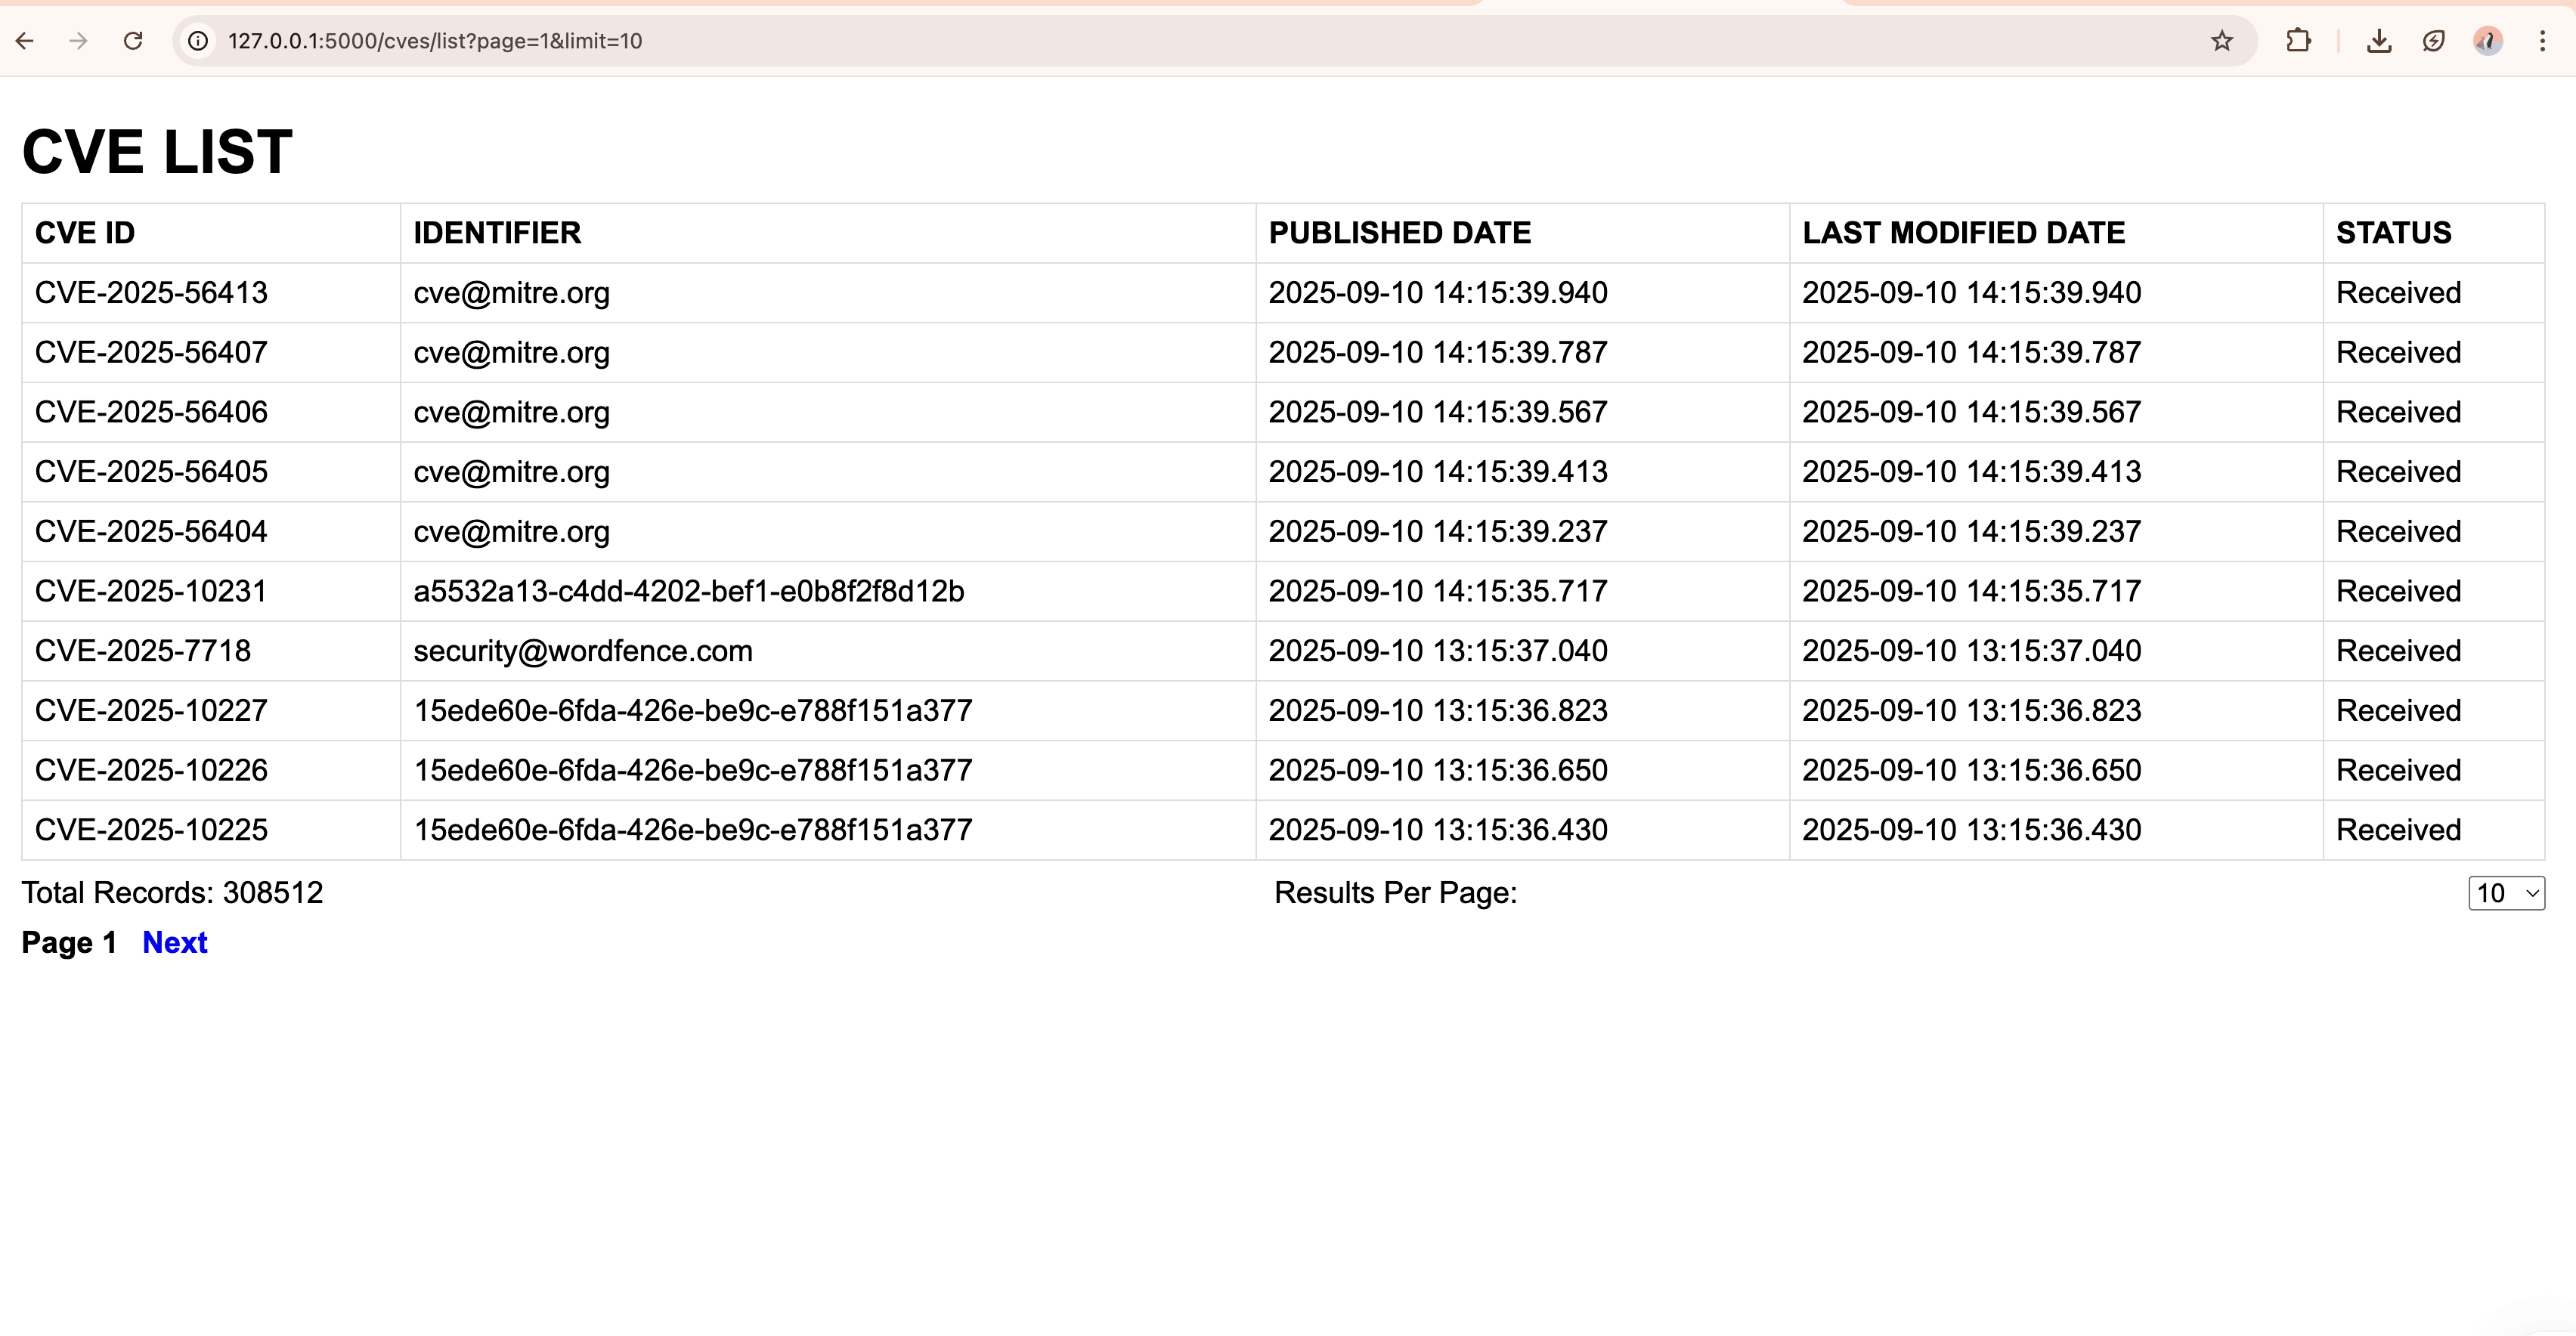 127.0.0.1:5000/cves/list?page=1&limit=10
CVE LIST
CVE ID IDENTIFIER PUBLISHED DATE LAST MODIFIED DATE STATUS
CVE-2025-56413 cve@mitre.org 2025-09-10 14:15:39.940 2025-09-10 14:15:39.940 Received
CVE-2025-56407 cve@mitre.org 2025-09-10 14:15:39.787 2025-09-10 14:15:39.787 Received
CVE-2025-56406 cve@mitre.org 2025-09-10 14:15:39.567 2025-09-10 14:15:39.567 Received
CVE-2025-56405 cve@mitre.org 2025-09-10 14:15:39.413 2025-09-10 14:15:39.413 Received
CVE-2025-56404 cve@mitre.org 2025-09-10 14:15:39.237 2025-09-10 14:15:39.237 Received
CVE-2025-10231 a5532a13-c4dd-4202-bef1-e0b8f2f8d12b 2025-09-10 14:15:35.717 2025-09-10 14:15:35.717 Received
CVE-2025-7718 security@wordfence.com 2025-09-10 13:15:37.040 2025-09-10 13:15:37.040 Received
CVE-2025-10227 15ede60e-6fda-426e-be9c-e788f151a377 2025-09-10 13:15:36.823 2025-09-10 13:15:36.823 Received
CVE-2025-10226 15ede60e-6fda-426e-be9c-e788f151a377 2025-09-10 13:15:36.650 2025-09-10 13:15:36.650 Received
CVE-2025-10225 15ede60e-6fda-426e-be9c-e788f151a377 2025-09-10 13:15:36.430 2025-09-10 13:15:36.430 Received
Total Records: 308512 Results Per Page: 10
Page 1 Next